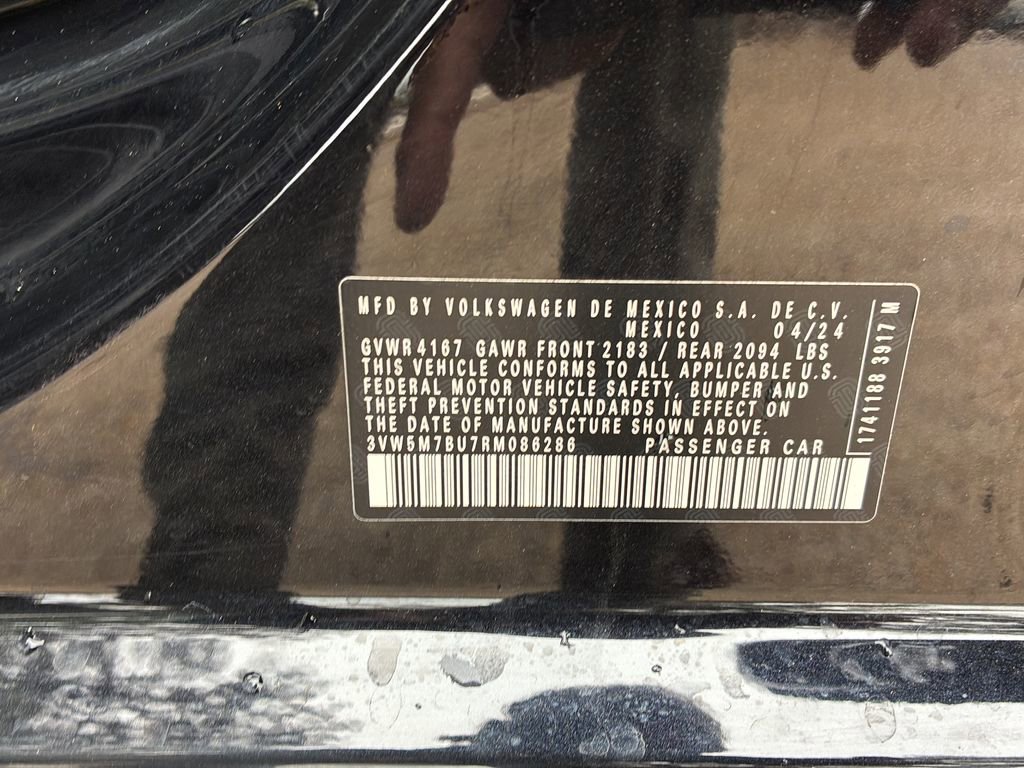 MFD BY VOLKSWAGEN DE MEXICO S.A. DE C.V.
MEXICO 04/24
GVWR 4167 GAWR FRONT 2183 / REAR 2094 LBS
THIS VEHICLE CONFORMS TO ALL APPLICABLE U.S.
FEDERAL MOTOR VEHICLE SAFETY, BUMPER AND
THEFT PREVENTION STANDARDS IN EFFECT ON
THE DATE OF MANUFACTURE SHOWN ABOVE.
3VW5M7BU7RM086286 PASSENGER CAR
1741188 3917 M